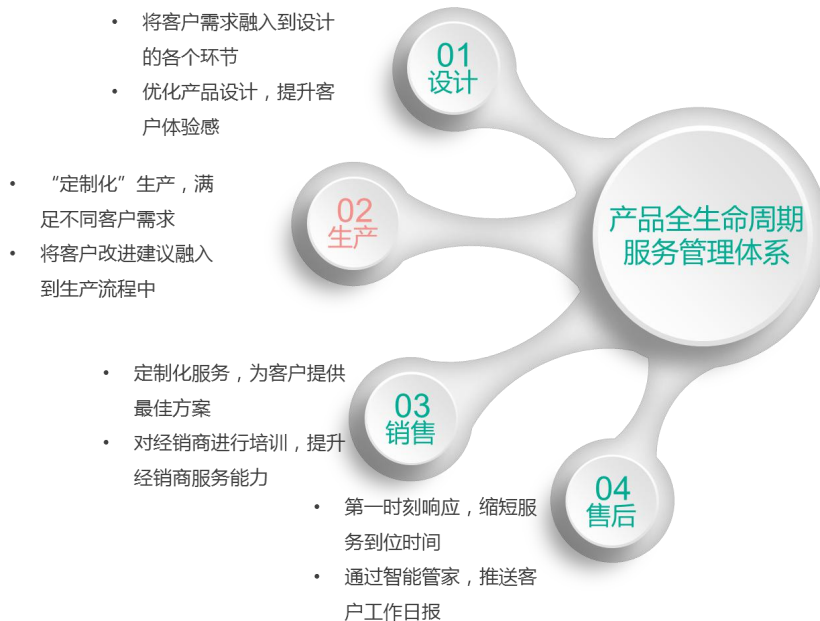 • 将客户需求融入到设计
的各个环节
• 优化产品设计，提升客
户体验感
01
设计
• “定制化”生产，满
足不同客户需求
• 将客户改进建议融入
到生产流程中
02
生产
产品全生命周期
服务管理体系
• 定制化服务，为客户提供
最佳方案
• 对经销商进行培训，提升
经销商服务能力
03
销售
• 第一时刻响应，缩短服
务到位时间
• 通过智能管家，推送客
户工作日报
04
售后